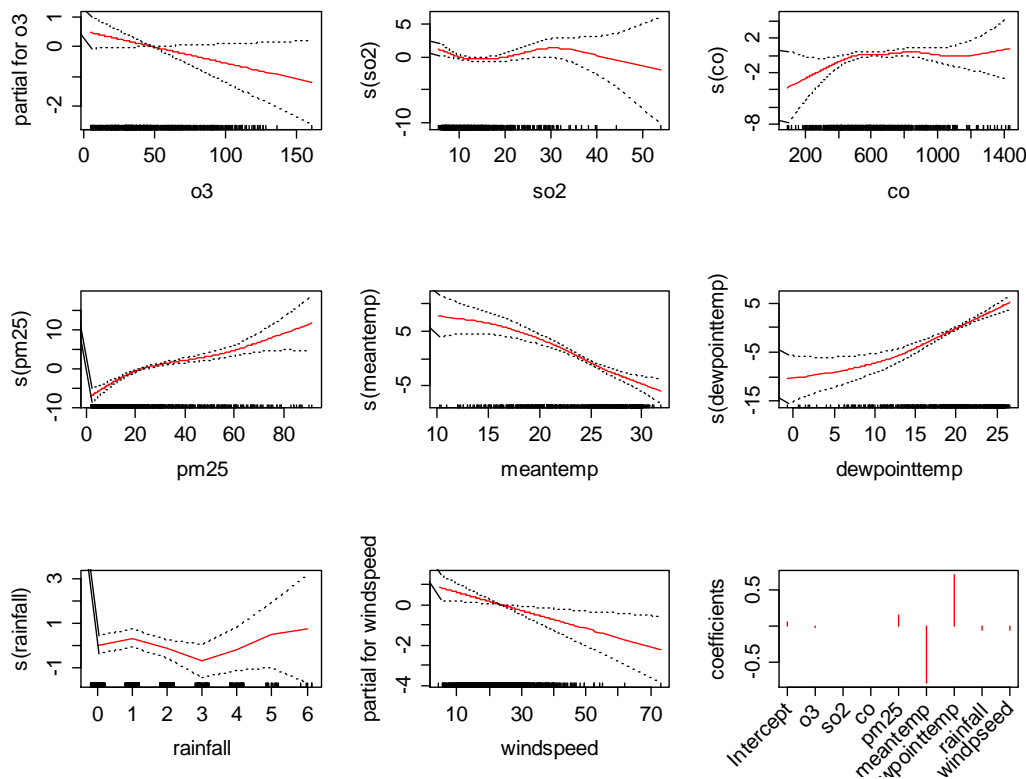 partial for o3
1
0
-2
0 50 100 150
o3
s(so2)
5
0
-10
10 20 30 40 50
so2
s(co)
2
-2
-8
200 600 1000 1400
co
s(pm25)
10
0
-10
0 20 40 60 80
pm25
s(meantemp)
5
-5
10 15 20 25 30
meantemp
s(dewpointtemp)
5
-5
-15
0 5 10 15 20 25
dewpointtemp
s(rainfall)
3
1
-1
0 1 2 3 4 5 6
rainfall
partial for windspeed
0
-2
-4
10 30 50 70
windspeed
coefficients
0.5
-0.5
Intercept
o3
so2
co
pm25
meantemp
wpointtemp
rainfall
windpseed